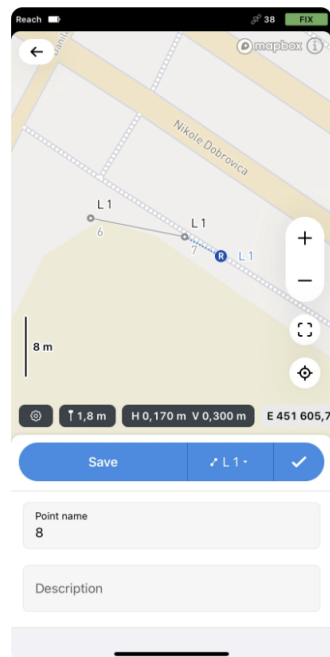 Reach 38 FIX
mapbox
Nikole Dobrovica
L 1
6
L 1
7
R L 1
8 m
1,8 m H 0,170 m V 0,300 m E 451 605,7
Save L 1
Point name
8
Description